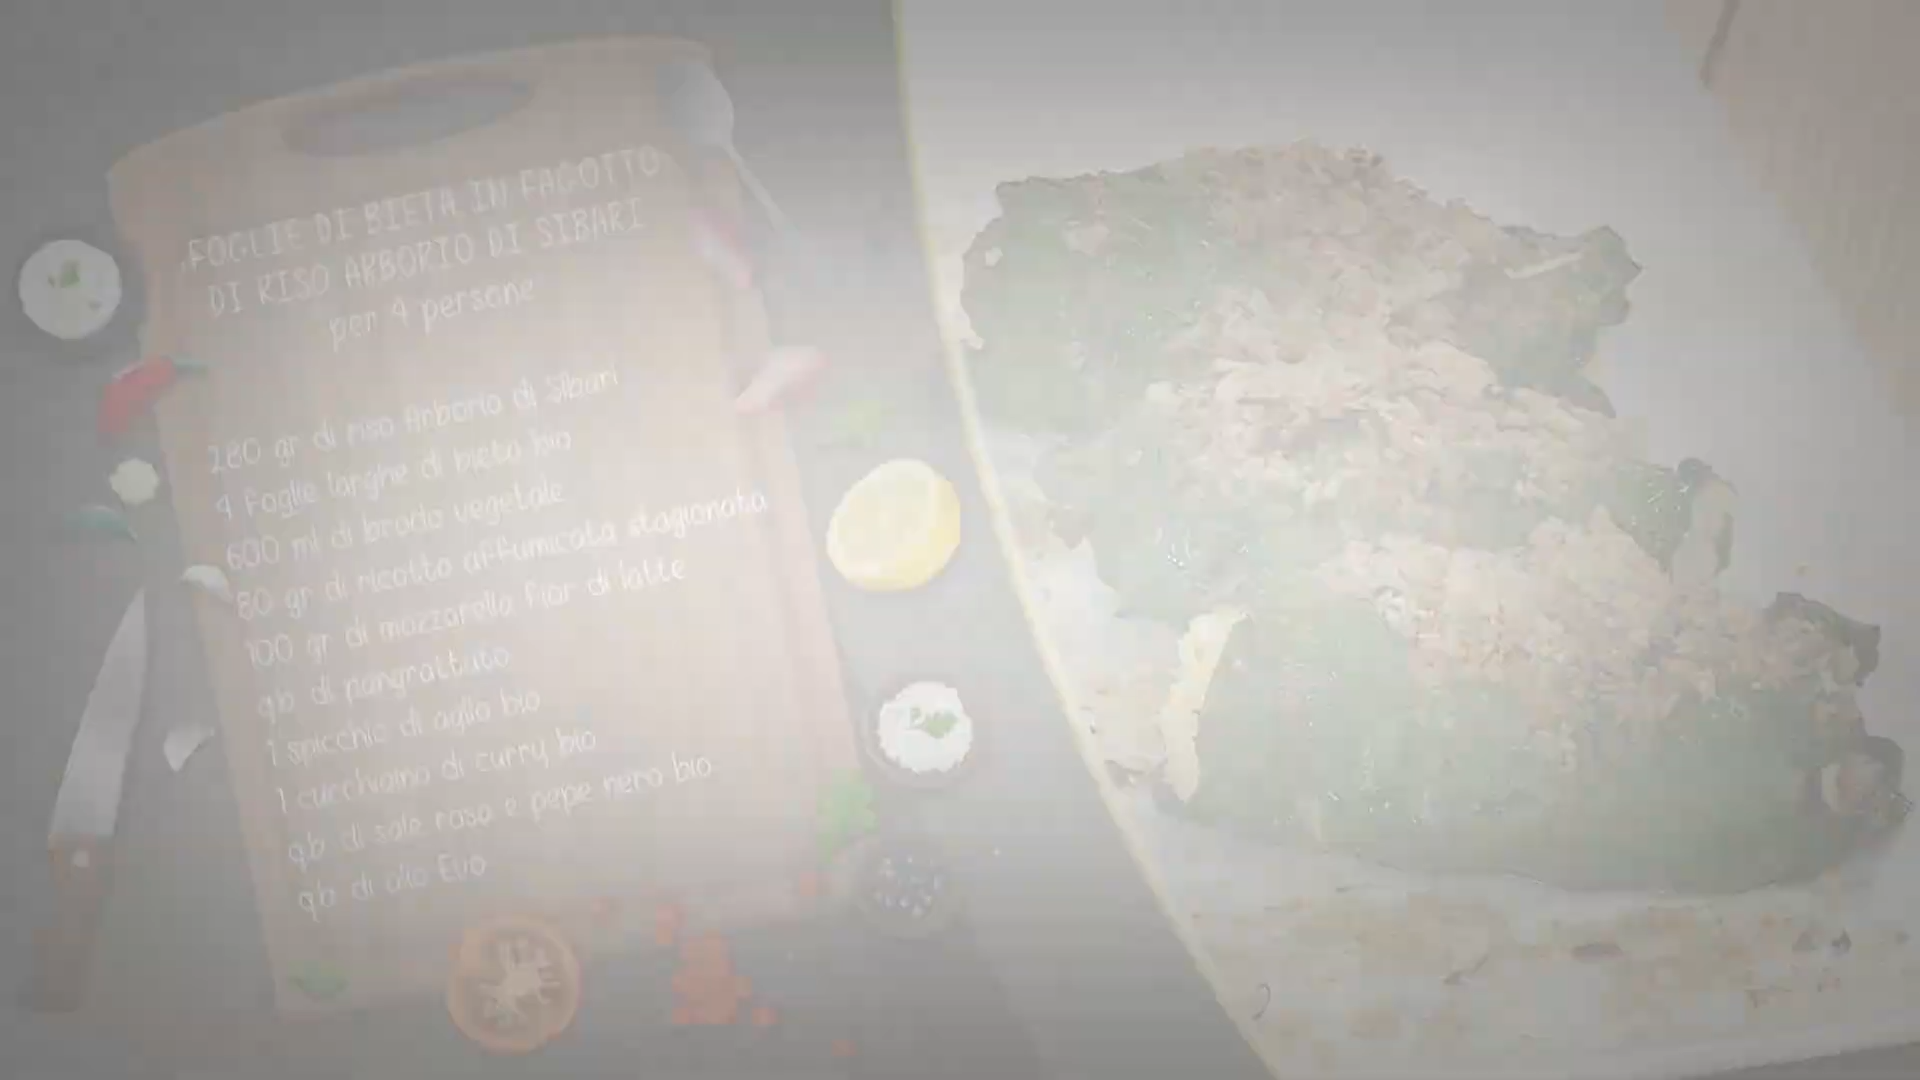 FOGLIE DI BIETA IN FAGOTTO
DI RISO ARBORIO DI SIBARI
per 4 persone
280 gr di riso Arborio di Sibari
4 foglie larghe di bieta bio
600 ml di brodo vegetale
80 gr di ricotta affumicata stagionata
100 gr di mozzarella fior di latte
qb di pangrattato
1 spicchio di aglio bio
1 cucchiaino di curry bio
qb di sale rosa e pepe nero bio
qb di olio Evo